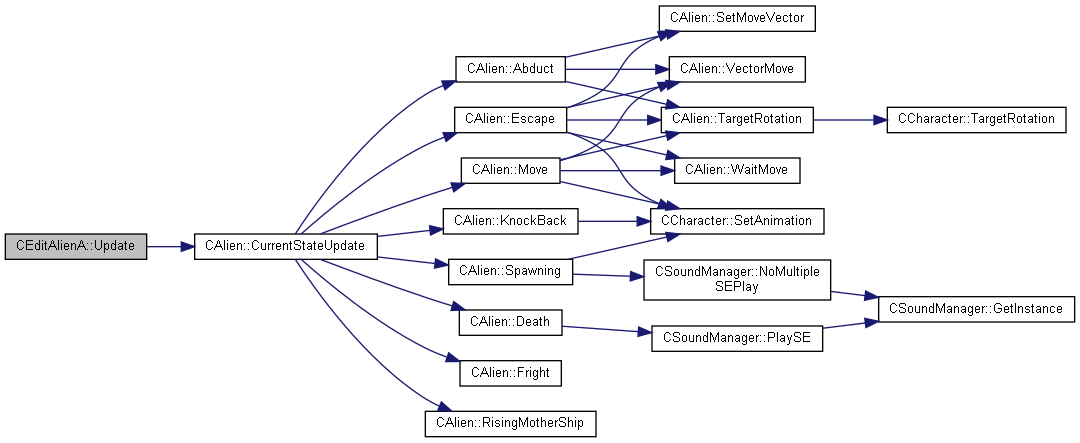 CEditAlienA::Update
CAlien::CurrentStateUpdate
CAlien::Abduct
CAlien::Escape
CAlien::Move
CAlien::KnockBack
CAlien::Spawning
CAlien::Death
CAlien::Fright
CAlien::RisingMotherShip
CAlien::SetMoveVector
CAlien::VectorMove
CAlien::TargetRotation
CAlien::WaitMove
CCharacter::SetAnimation
CSoundManager::NoMultiple
SEPlay
CSoundManager::PlaySE
CCharacter::TargetRotation
CSoundManager::GetInstance